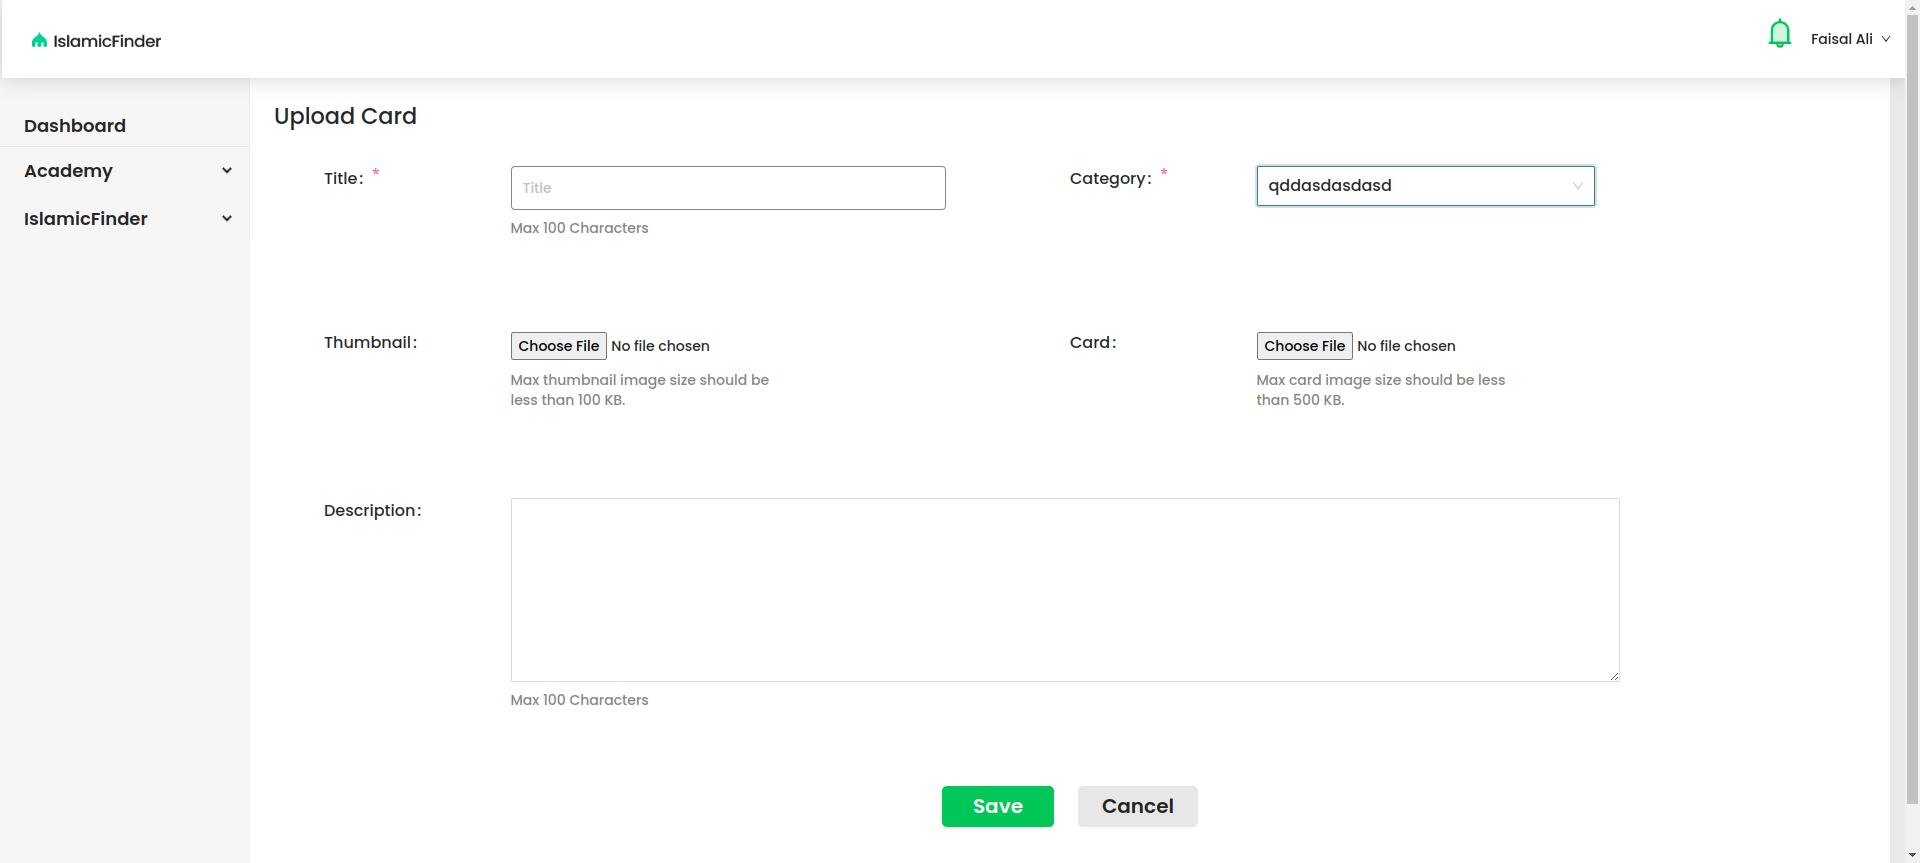 IslamicFinder
Faisal Ali
Dashboard
Academy
IslamicFinder
Upload Card
Title: *
Title
Max 100 Characters
Category: *
qddasdasdasd
Thumbnail:
Choose File No file chosen
Max thumbnail image size should be
less than 100 KB.
Card:
Choose File No file chosen
Max card image size should be less
than 500 KB.
Description:
Max 100 Characters
Save
Cancel